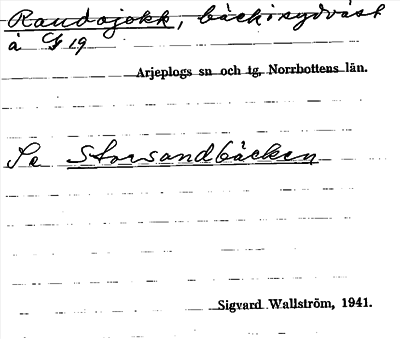 Raudojokk, bäck i sydväst
å G 19
Arjeplogs sn och tg, Norrbottens län.
Se Storsandbäcken
Sigvard Wallström, 1941.